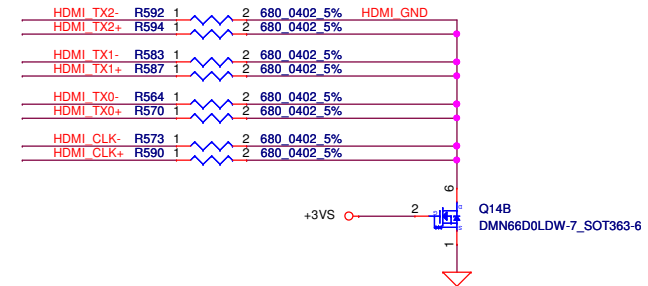 HDMI_TX2- R592 1 2 680_0402_5% HDMI_GND
HDMI_TX2+ R594 1 2 680_0402_5%
HDMI_TX1- R583 1 2 680_0402_5%
HDMI_TX1+ R587 1 2 680_0402_5%
HDMI_TX0- R564 1 2 680_0402_5%
HDMI_TX0+ R570 1 2 680_0402_5%
HDMI_CLK- R573 1 2 680_0402_5%
HDMI_CLK+ R590 1 2 680_0402_5%
6
+3VS 2 Q14B
DMN66D0LDW-7_SOT363-6
1